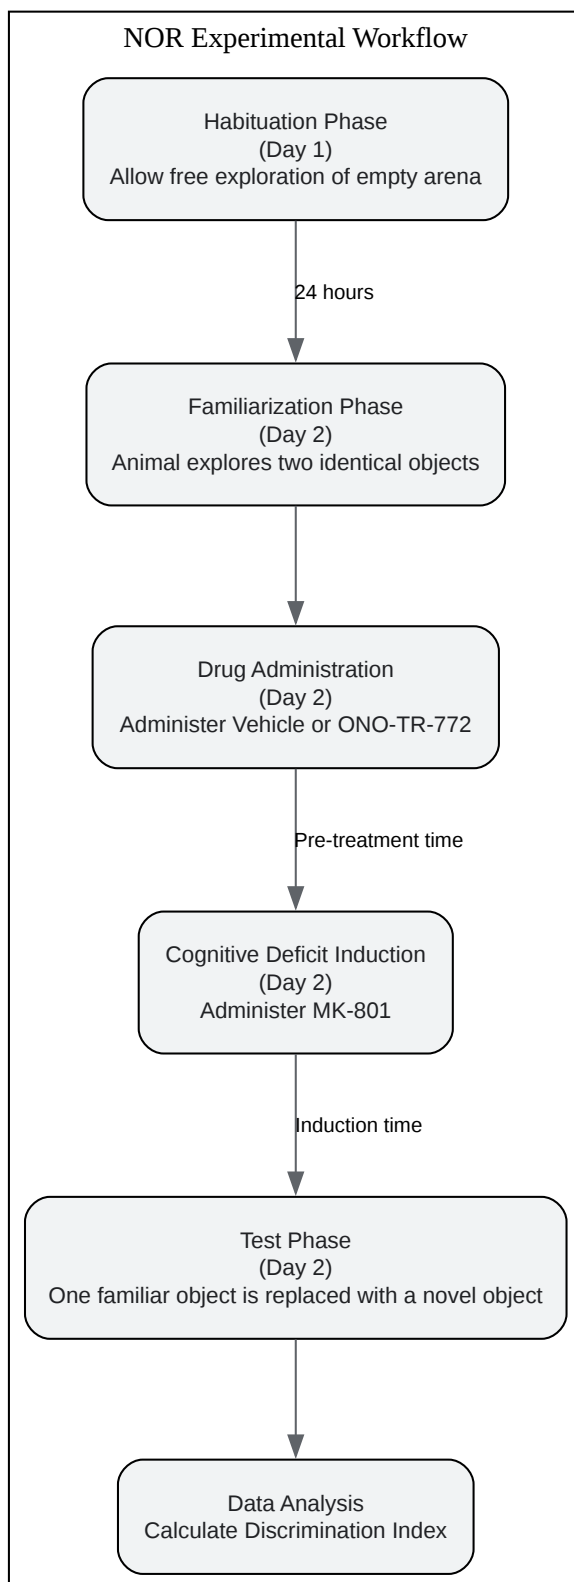 NOR Experimental Workflow
Habituation Phase
(Day 1)
Allow free exploration of empty arena
24 hours
Familiarization Phase
(Day 2)
Animal explores two identical objects
Drug Administration
(Day 2)
Administer Vehicle or ONO-TR-772
Pre-treatment time
Cognitive Deficit Induction
(Day 2)
Administer MK-801
Induction time
Test Phase
(Day 2)
One familiar object is replaced with a novel object
Data Analysis
Calculate Discrimination Index